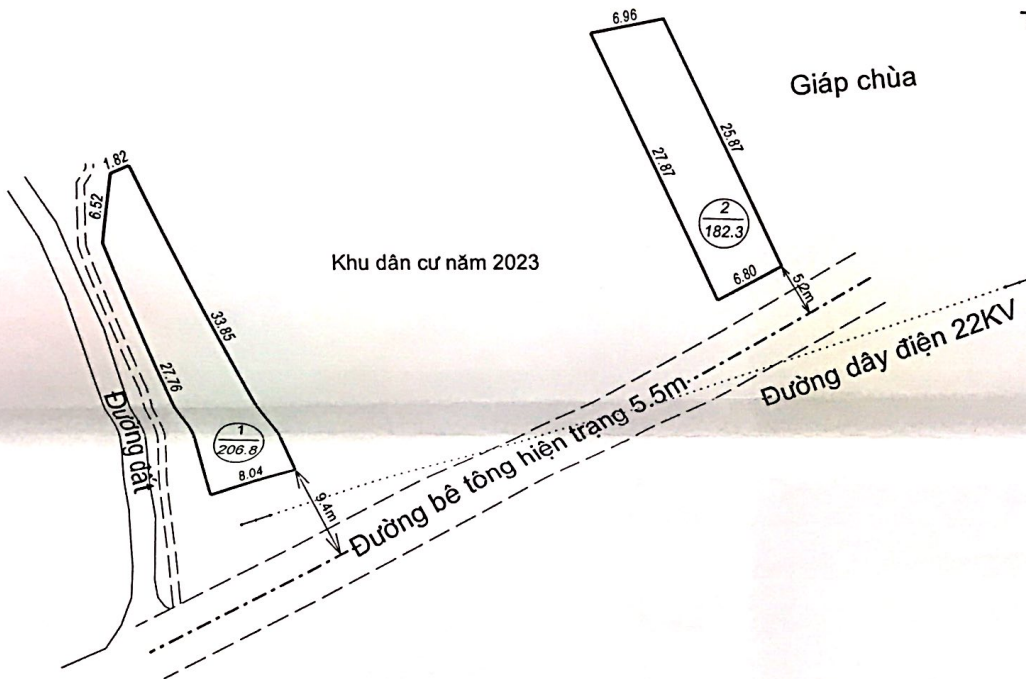 6.96
Giáp chùa
25.87
27.87
2
182.3
6.80
5.2m
1.82
6.52
Khu dân cư năm 2023
33.85
27.76
1
206.8
8.04
9.4m
Đường đất
Đường bê tông hiện trạng 5.5m
Đường dây điện 22KV